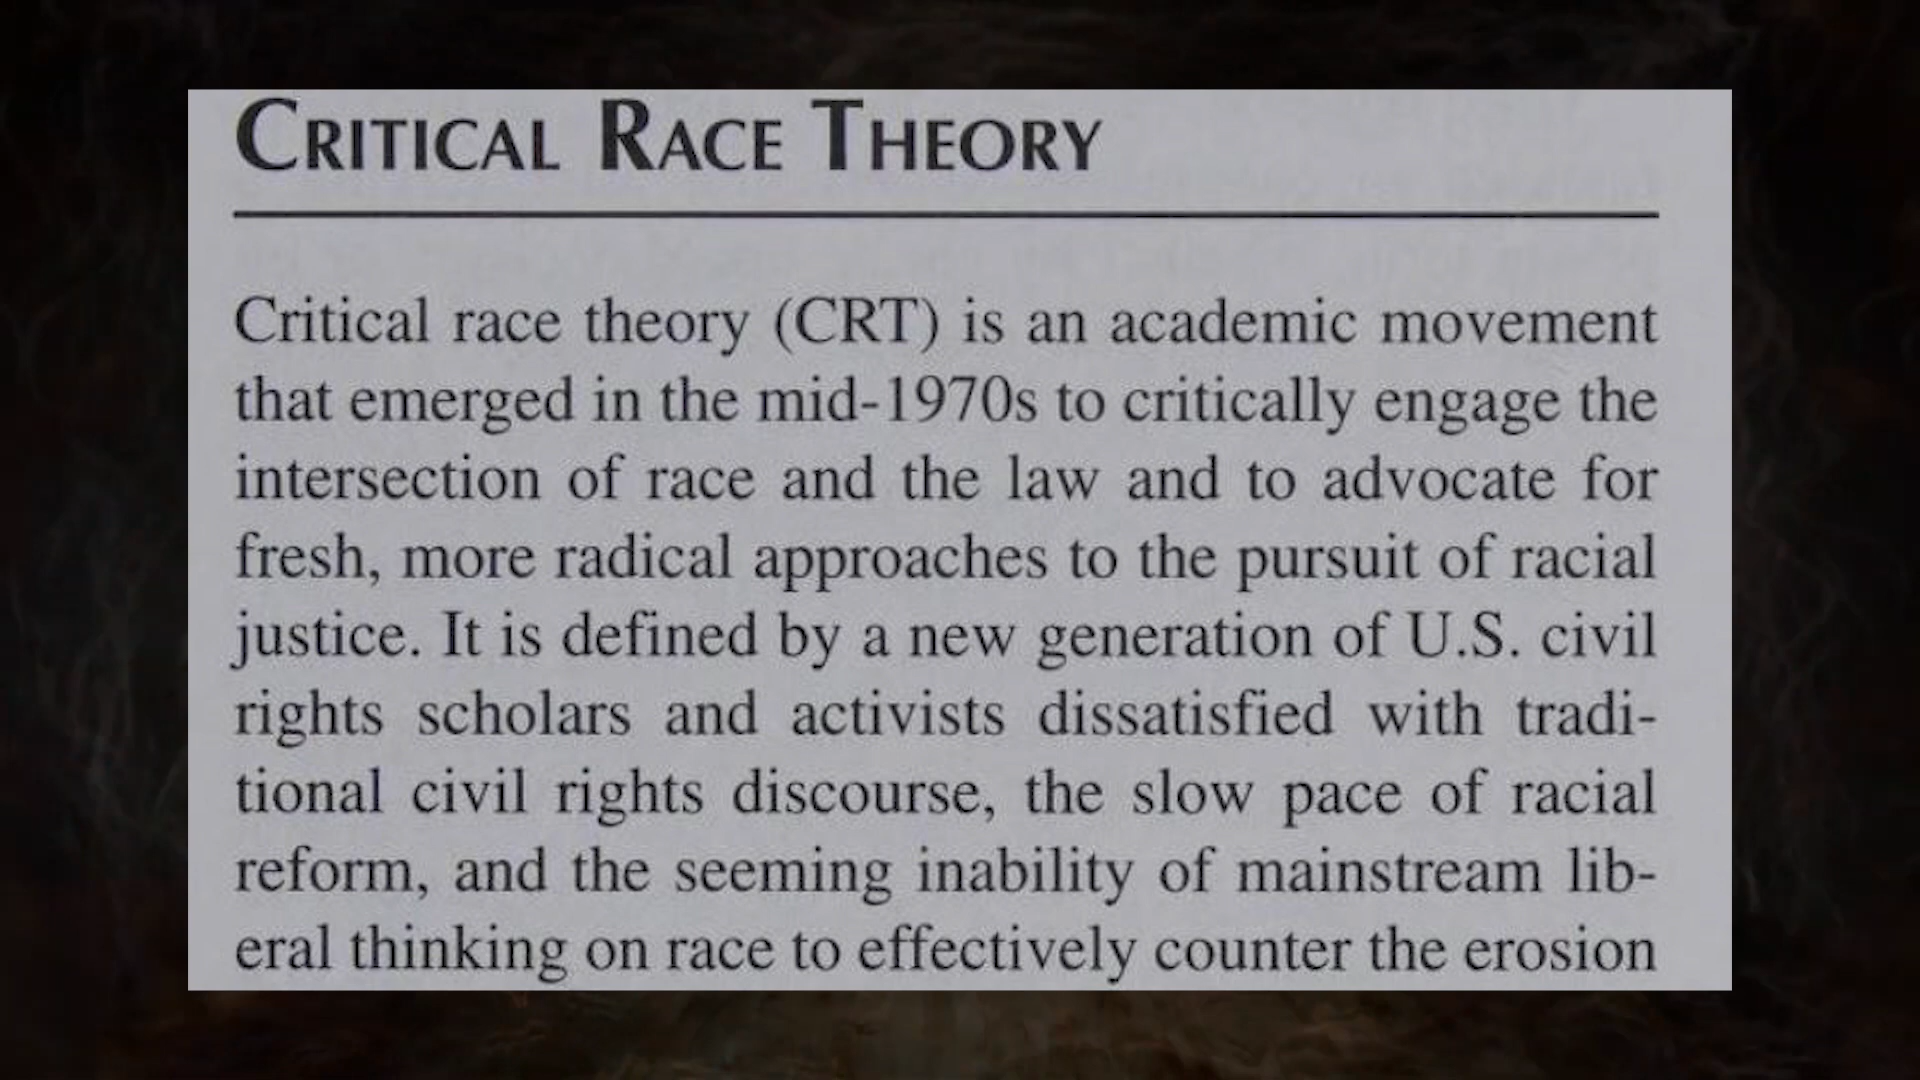 CRITICAL RACE THEORY
Critical race theory (CRT) is an academic movement
that emerged in the mid-1970s to critically engage the
intersection of race and the law and to advocate for
fresh, more radical approaches to the pursuit of racial
justice. It is defined by a new generation of U.S. civil
rights scholars and activists dissatisfied with tradi-
tional civil rights discourse, the slow pace of racial
reform, and the seeming inability of mainstream lib-
eral thinking on race to effectively counter the erosion